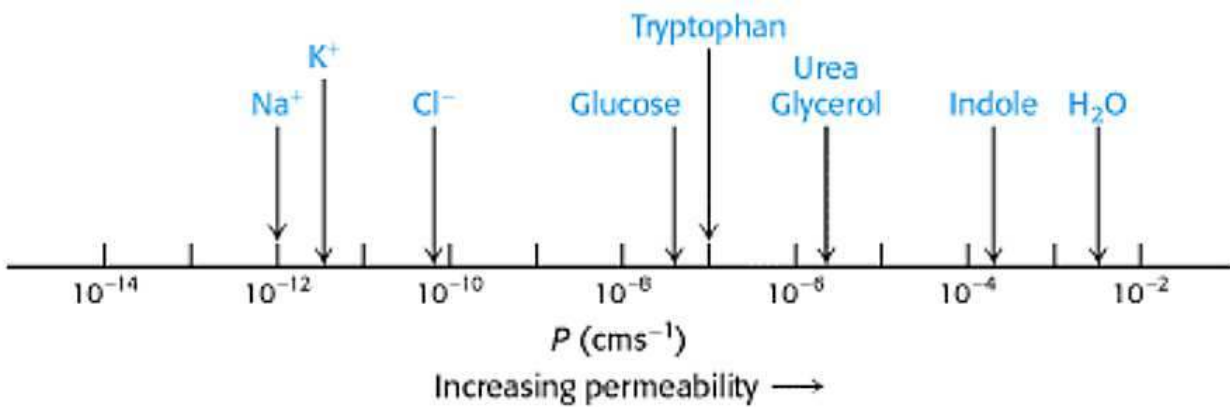 Tryptophan
K⁺
Urea
Na⁺ Cl⁻ Glucose Glycerol Indole H₂O
10⁻¹⁴ 10⁻¹² 10⁻¹⁰ 10⁻⁸ 10⁻⁶ 10⁻⁴ 10⁻²
P (cms⁻¹)
Increasing permeability →